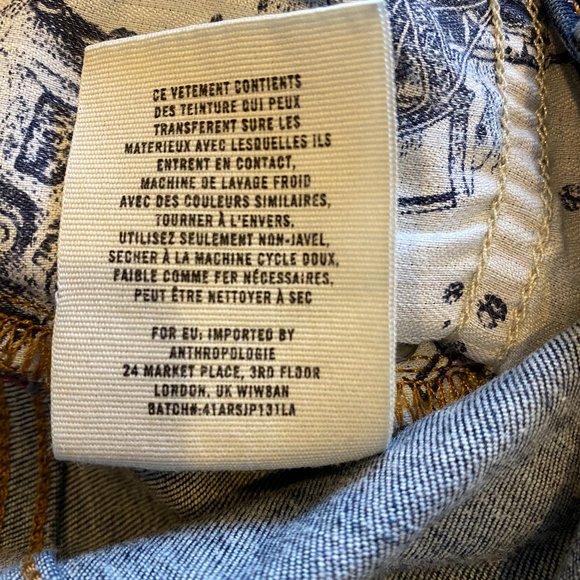 CE VETEMENT CONTIENTS
DES TEINTURE QUI PEUX
TRANSFERENT SURE LES
MATERIEUX AVEC LESQUELLES ILS
ENTRENT EN CONTACT,
MACHINE DE LAVAGE FROID
AVEC DES COULEURS SIMILAIRES,
TOURNER À L'ENVERS,
UTILISEZ SEULEMENT NON-JAVEL,
SECHER À LA MACHINE CYCLE DOUX,
FAIBLE COMME FER NÉCESSAIRES,
PEUT ÊTRE NETTOYER À SEC
FOR EU: IMPORTED BY
ANTHROPOLOGIE
24 MARKET PLACE, 3RD FLOOR
LONDON, UK W1W8AN
BATCH#:41ARSJP131LA